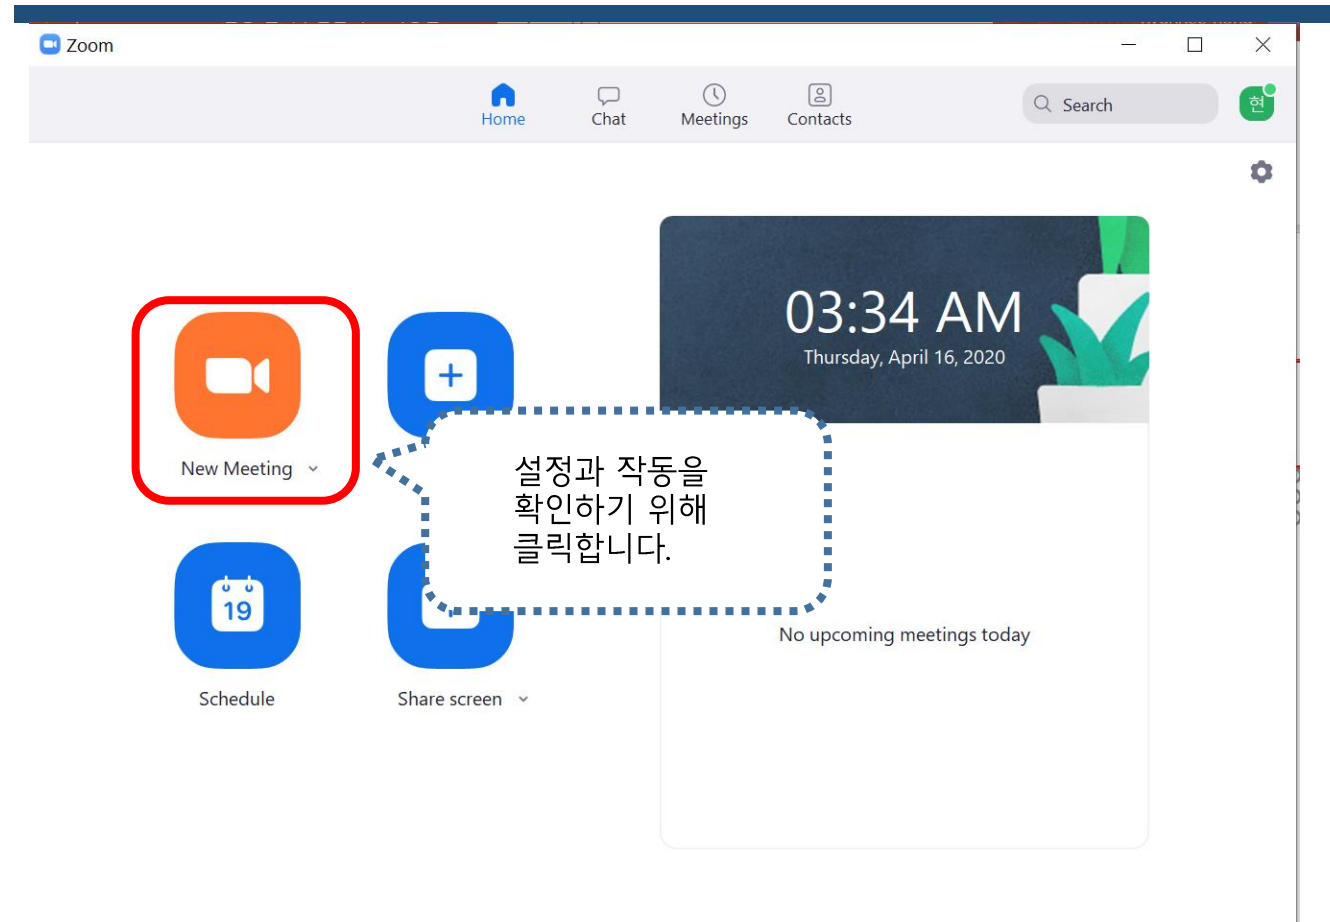 Zoom
Home
Chat
Meetings
Contacts
Search
현
03:34 AM
Thursday, April 16, 2020
New Meeting
설정과 작동을
확인하기 위해
클릭합니다.
19
No upcoming meetings today
Schedule
Share screen